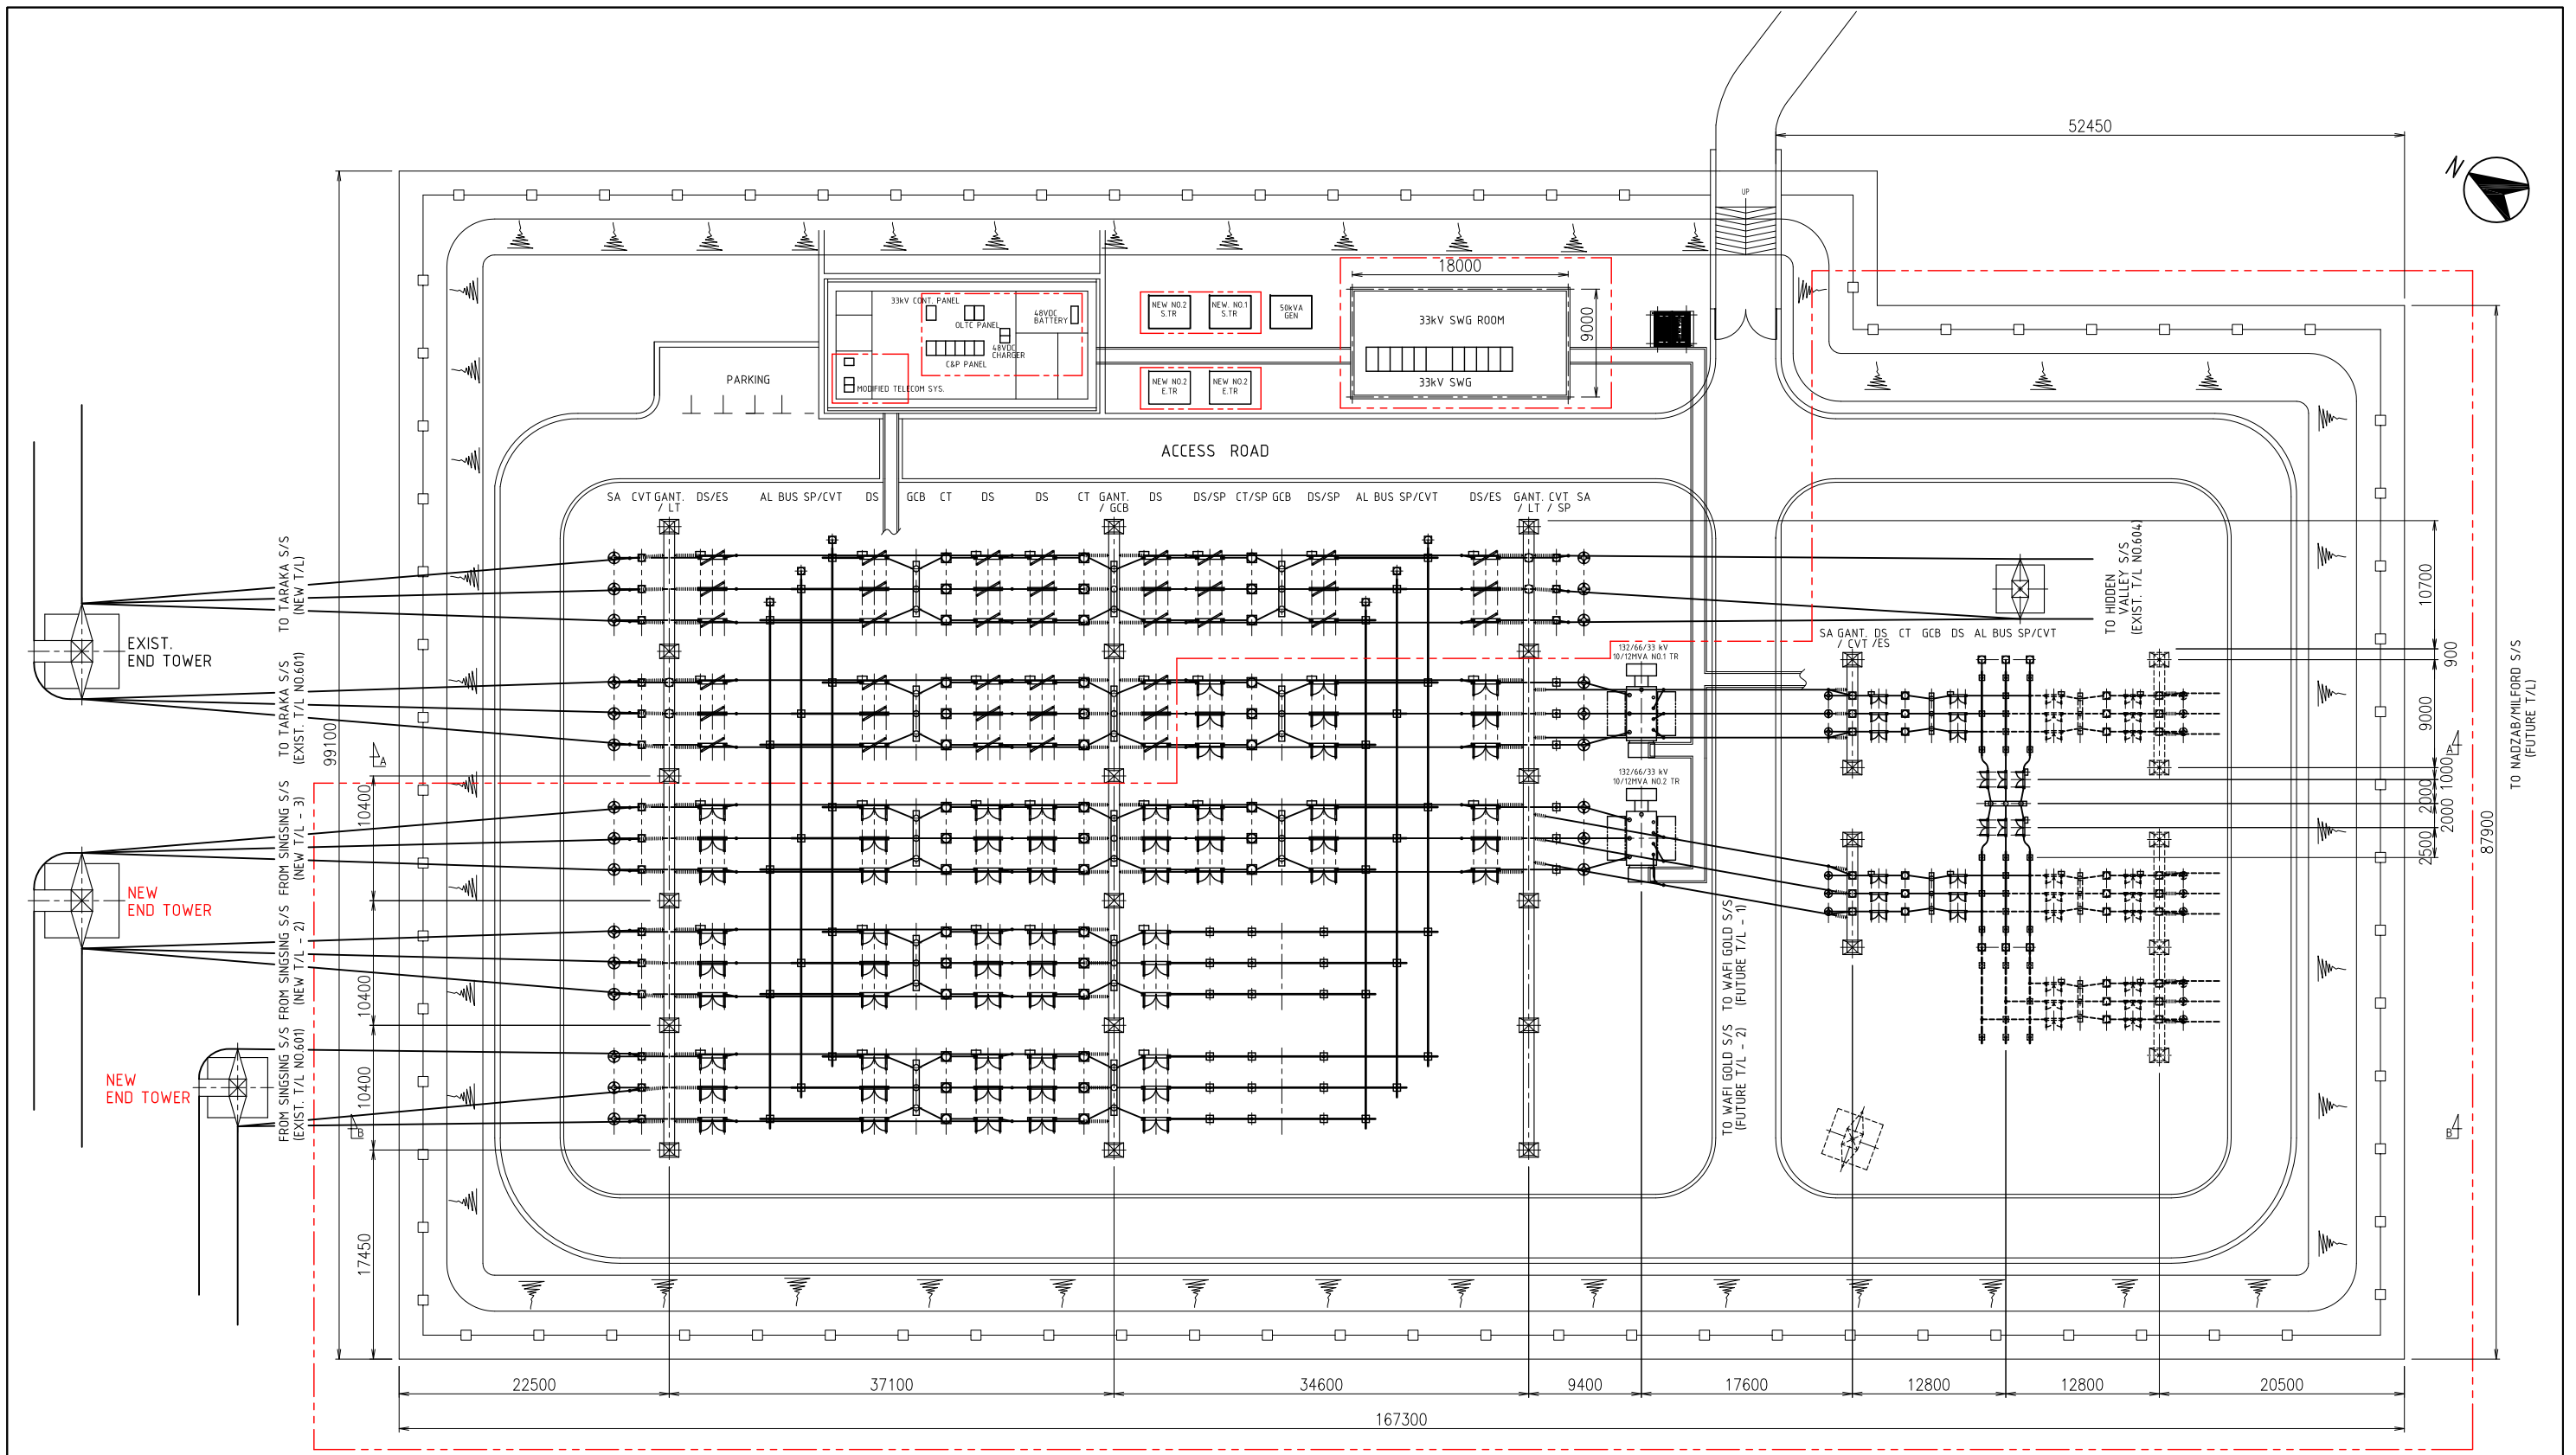 52450
N
UP
18000
33kV CONT. PANEL
OLTC PANEL
48VDC
BATTERY
48VDC
CHARGER
C&P PANEL
MODIFIED TELECOM SYS.
NEW NO.2
S.TR
NEW. NO.1
S.TR
50kVA
GEN
NEW NO.2
E.TR
NEW NO.2
E.TR
33kV SWG ROOM
33kV SWG
9000
PARKING
ACCESS ROAD
SA CVT GANT. DS/ES AL BUS SP/CVT DS GCB CT DS DS CT GANT. DS DS/SP CT/SP GCB DS/SP AL BUS SP/CVT DS/ES GANT. CVT SA
/ LT / GCB / LT / SP
TO TARAKA S/S
(NEW T/L)
EXIST.
END TOWER
TO TARAKA S/S
(EXIST. T/L NO.601)
99100
A
FROM SINGSING S/S
(NEW T/L - 3)
NEW
END TOWER
FROM SINGSING S/S
(NEW T/L - 2)
NEW
END TOWER
FROM SINGSING S/S
(EXIST. T/L NO.601)
B
10400
10400
10400
17450
132/66/33 kV
10/12MVA NO.1 TR
132/66/33 kV
10/12MVA NO.2 TR
TO HIDDEN
VALLEY S/S
(EXIST. T/L NO.604)
SA GANT. DS CT GCB DS AL BUS SP/CVT
/ CVT /ES
TO WAFI GOLD S/S
(FUTURE T/L - 1)
TO WAFI GOLD S/S
(FUTURE T/L - 2)
10700
900
9000
A
1000
2000
2000
2500
87900
TO NADZAB/MILFORD S/S
(FUTURE T/L)
B
22500
37100
34600
9400
17600
12800
12800
20500
167300